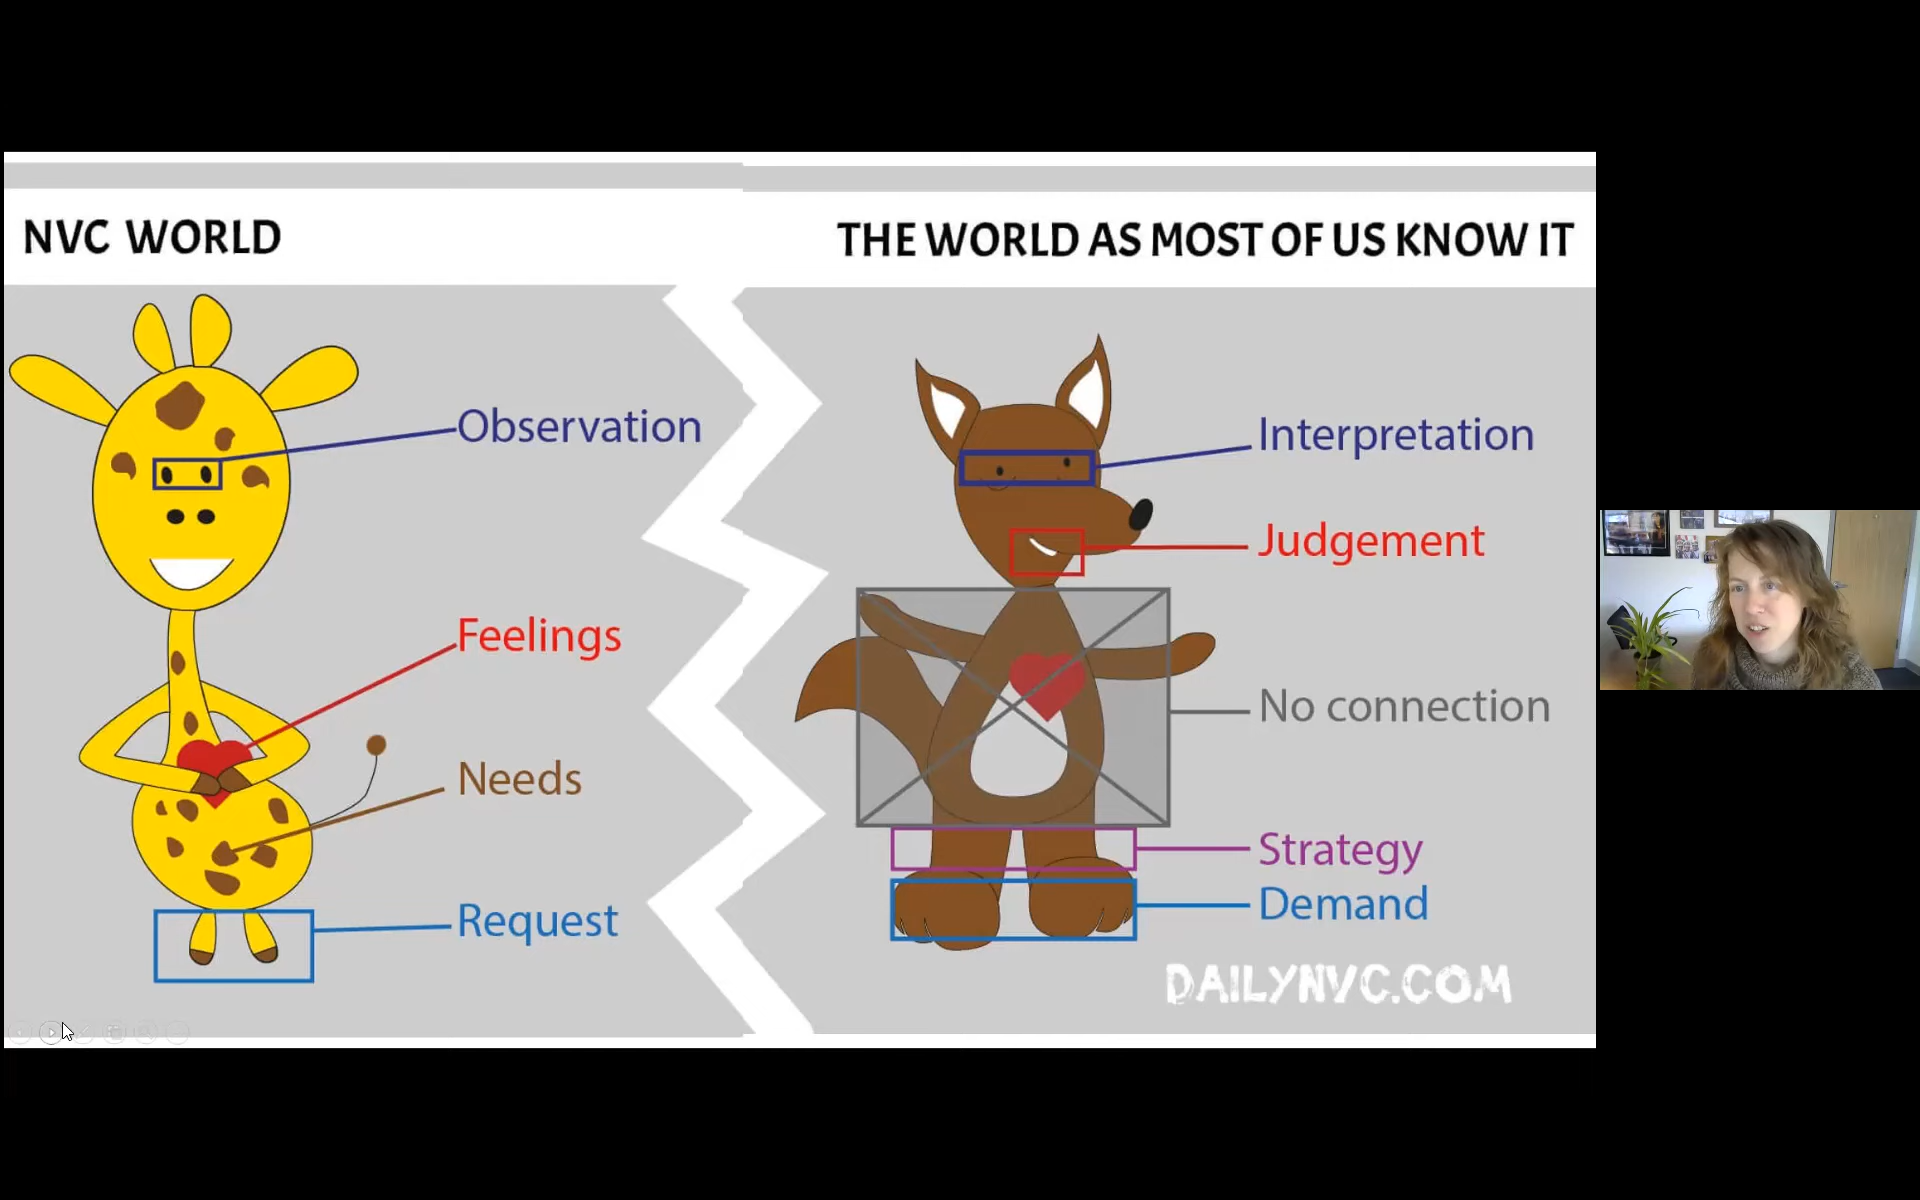 NVC WORLD
Observation
Feelings
Needs
Request
THE WORLD AS MOST OF US KNOW IT
Interpretation
Judgement
No connection
Strategy
Demand
DAILYNVC.COM